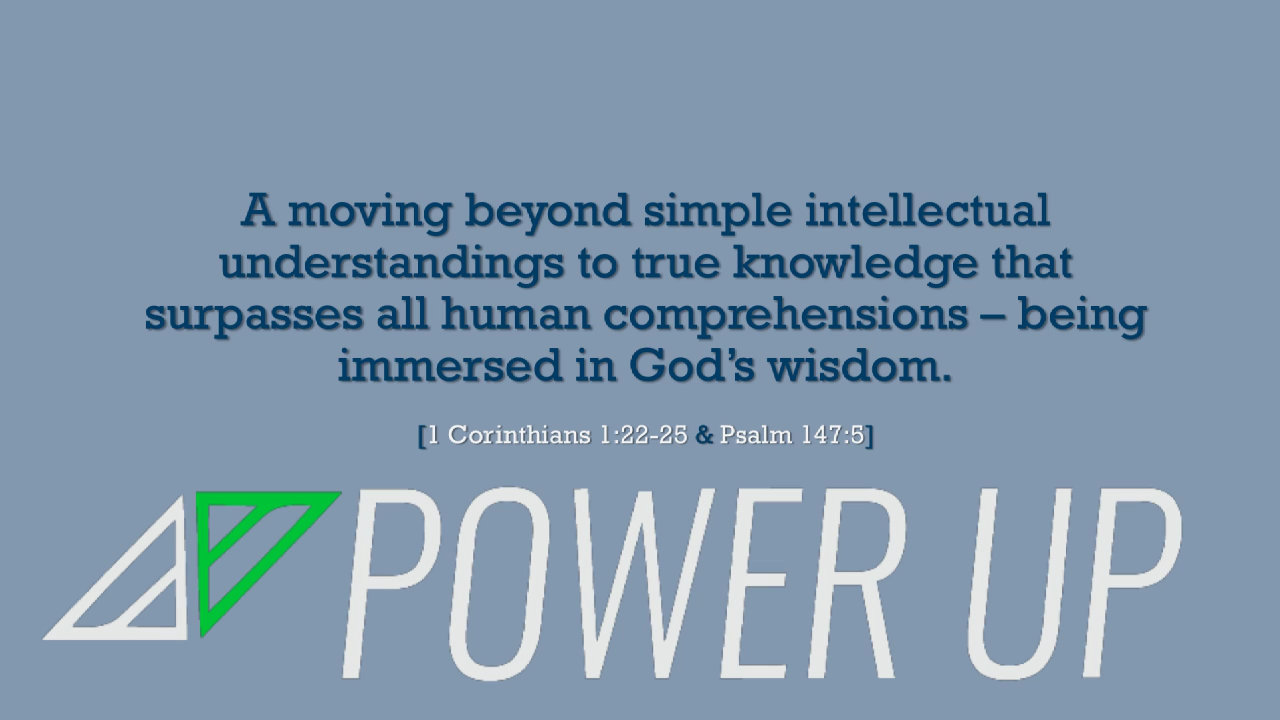 A moving beyond simple intellectual
understandings to true knowledge that
surpasses all human comprehensions – being
immersed in God’s wisdom.
[1 Corinthians 1:22-25 & Psalm 147:5]
POWER UP